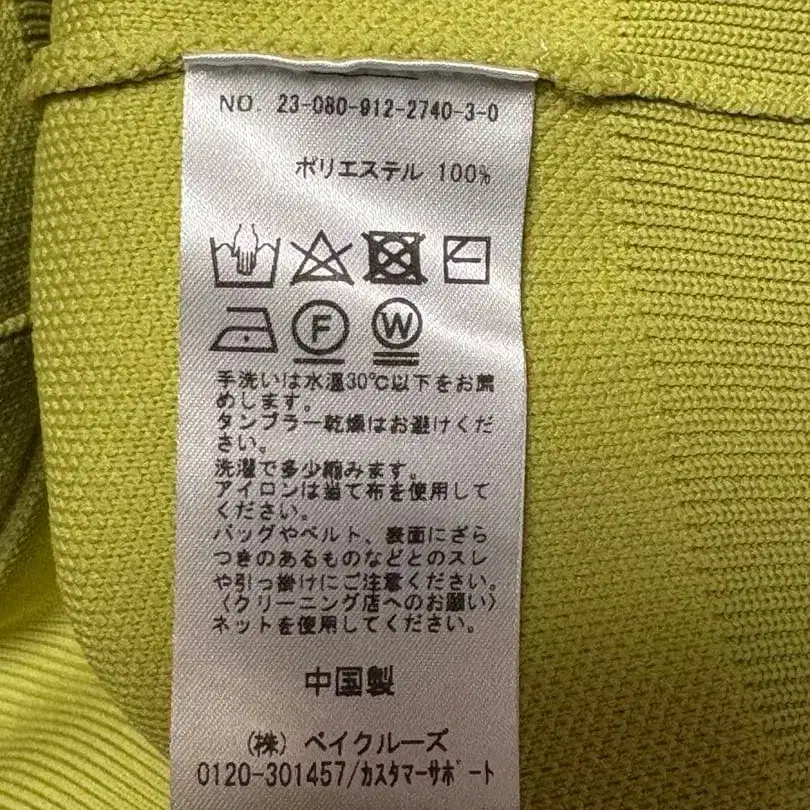 NO. 23-080-912-2740-3-0
ポリエステル 100%
F W
手洗いは水温30℃以下をお薦
めします。
タンブラー乾燥はお避けくだ
さい。
洗濯で多少縮みます。
アイロンは当て布を使用して
ください。
バッグやベルト、表面にざら
つきのあるものなどとのスレ
や引っ掛けにご注意ください。
〈クリーニング店へのお願い〉
ネットを使用してください。
中国製
(株) ベイクルーズ
0120-301457/カスタマーサポート